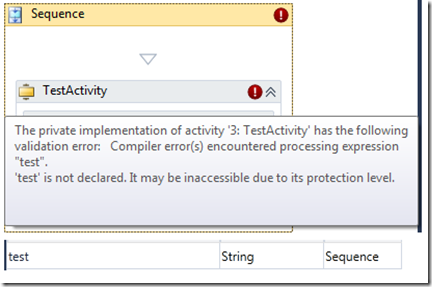 Sequence
TestActivity
The private implementation of activity '3: TestActivity' has the following
validation error:   Compiler error(s) encountered processing expression
"test".
'test' is not declared. It may be inaccessible due to its protection level.
test String Sequence